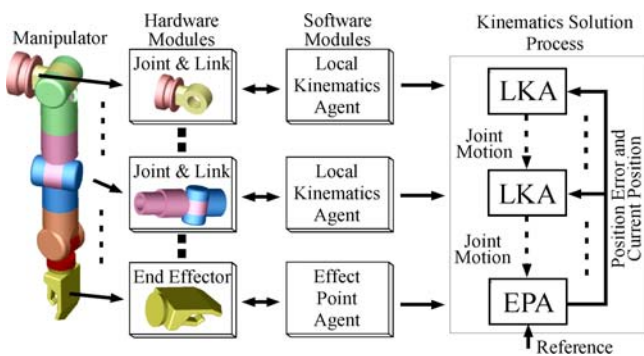 Manipulator
Hardware
Modules
Software
Modules
Kinematics Solution
Process
Joint & Link
Local
Kinematics
Agent
LKA
Joint
Motion
Joint & Link
Local
Kinematics
Agent
LKA
Joint
Motion
Position Error and
Current Position
End Effector
Effect
Point
Agent
EPA
Reference